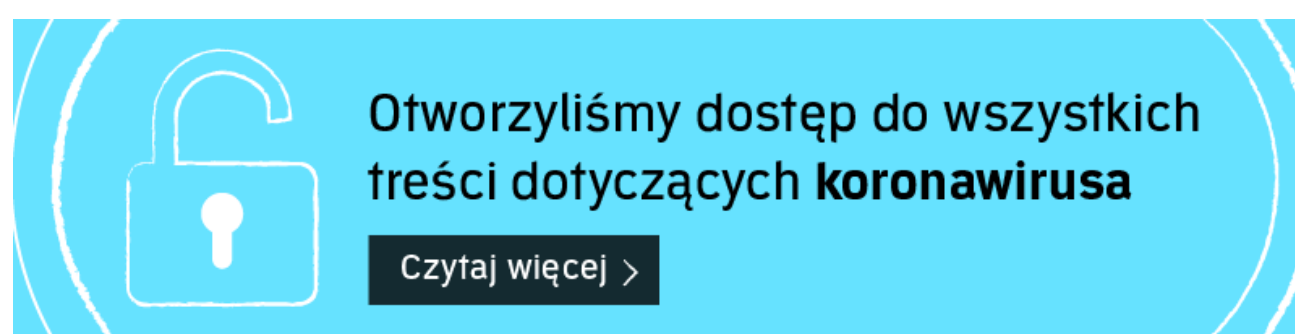 Otworzyliśmy dostęp do wszystkich
treści dotyczących koronawirusa
Czytaj więcej >